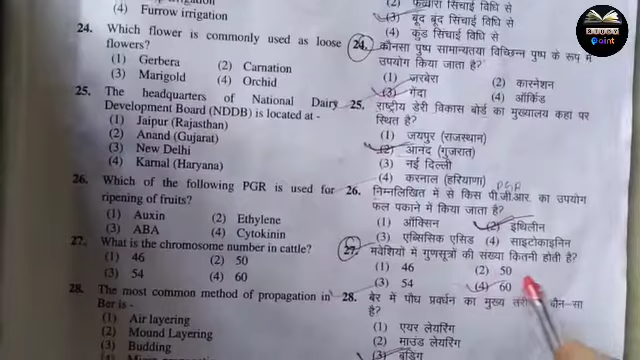 (4) Furrow irrigation
24. Which flower is commonly used as loose
flowers?
(1) Gerbera (2) Carnation
(3) Marigold (4) Orchid
25. The headquarters of National Dairy
Development Board (NDDB) is located at -
(1) Jaipur (Rajasthan)
(2) Anand (Gujarat)
(3) New Delhi
(4) Karnal (Haryana)
26. Which of the following PGR is used for
ripening of fruits?
(1) Auxin (2) Ethylene
(3) ABA (4) Cytokinin
27. What is the chromosome number in cattle?
(1) 46 (2) 50
(3) 54 (4) 60
28. The most common method of propagation in
Ber is -
(1) Air layering
(2) Mound Layering
(3) Budding
(2) फव्वारा सिंचाई विधि से
(3) बूंद बूंद सिंचाई विधि से
(4) कुंड सिंचाई विधि से
24. कौनसा पुष्प सामान्यतया विच्छिन्न पुष्प के रूप में
उपयोग किया जाता है?
(1) जरबेरा (2) कारनेशन
(3) गेंदा (4) ऑर्किड
25. राष्ट्रीय डेरी विकास बोर्ड का मुख्यालय कहा पर
स्थित है?
(1) जयपुर (राजस्थान)
(2) आनद (गुजरात)
(3) नई दिल्ली
(4) करनाल (हरियाणा)
PGR
26. निम्नलिखित में से किस पी.जी.आर. का उपयोग
फल पकाने में किया जाता है?
(1) ऑक्सिन (2) इथिलीन
(3) एब्सिसिक एसिड (4) साइटोकाइनिन
27. मवेशियों में गुणसूत्रों की संख्या कितनी होती है?
(1) 46 (2) 50
(3) 54 (4) 60
28. बेर में पौध प्रवर्धन का मुख्य कौन-सा
है?
(1) एयर लेयरिंग
(2) माउंड लेयरिंग
(3) बडिंग
STUDY
Point